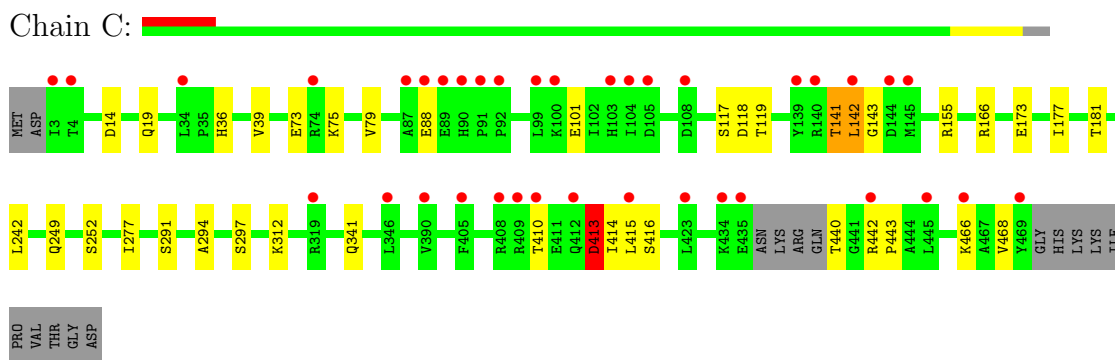 Chain C:
MET ASP I3 T4 D14 Q19 L34 P35 H36 V39 E73 R74 K75 V79 A87 E88 E89 H90 P91 P92 L99 K100 E101 I102 H103 I104 D105 D108 S117 D118 T119 Y139 R140 T141 L142 G143 D144 M145 R155 R166 E173 I177 T181
L242 Q249 S252 I277 S291 A294 S297 K312 R319 Q341 L346 V390 F405 R408 R409 T410 E411 Q412 D413 I414 L415 S416 L423 K434 E435 ASN LYS ARG GLN T440 G441 R442 P443 A444 L445 K466 A467 V468 Y469 GLY HIS LYS LYS ILE
PRO VAL THR GLY ASP